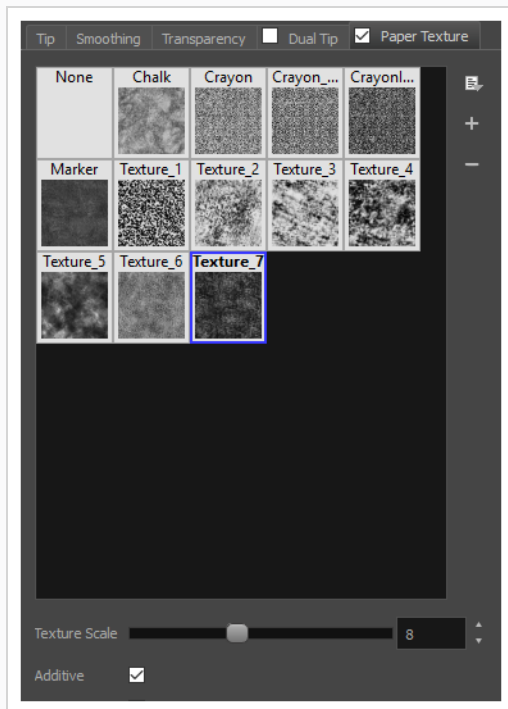 Tip Smoothing Transparency Dual Tip Paper Texture
None Chalk Crayon Crayon_... Crayonl...
Marker Texture_1 Texture_2 Texture_3 Texture_4
Texture_5 Texture_6 Texture_7
Texture Scale 8
Additive